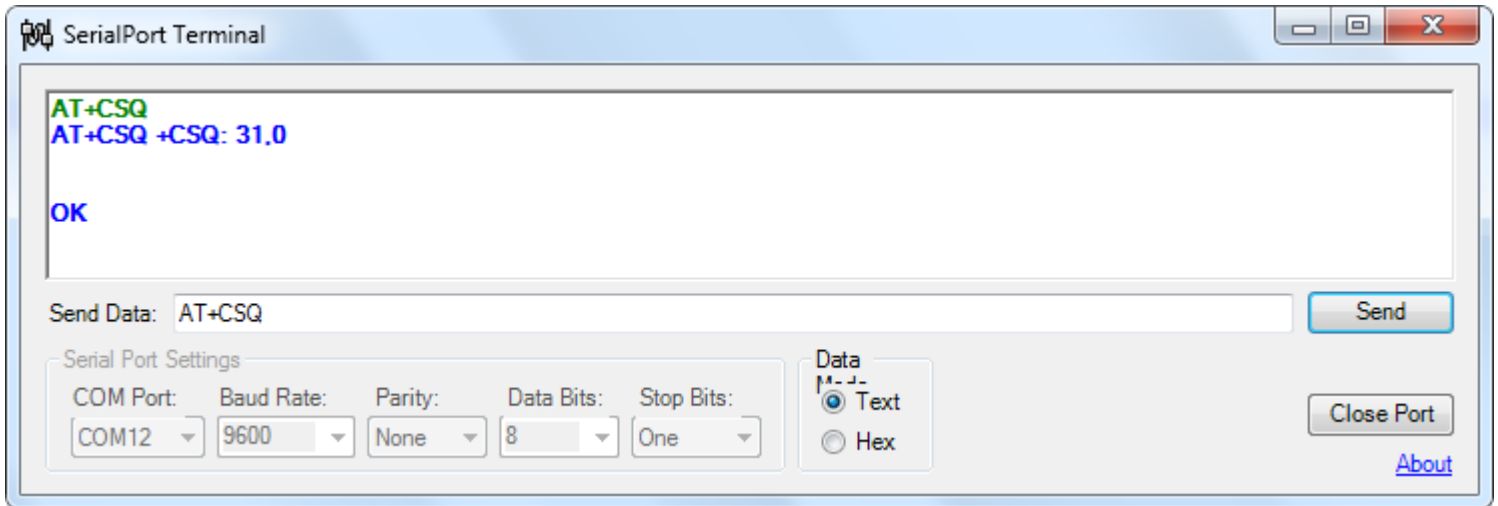 SerialPort Terminal
AT+CSQ
AT+CSQ +CSQ: 31,0
OK
Send Data: AT+CSQ Send
Serial Port Settings
COM Port: Baud Rate: Parity: Data Bits: Stop Bits:
COM12 9600 None 8 One
Data
Text
Hex
Close Port
About